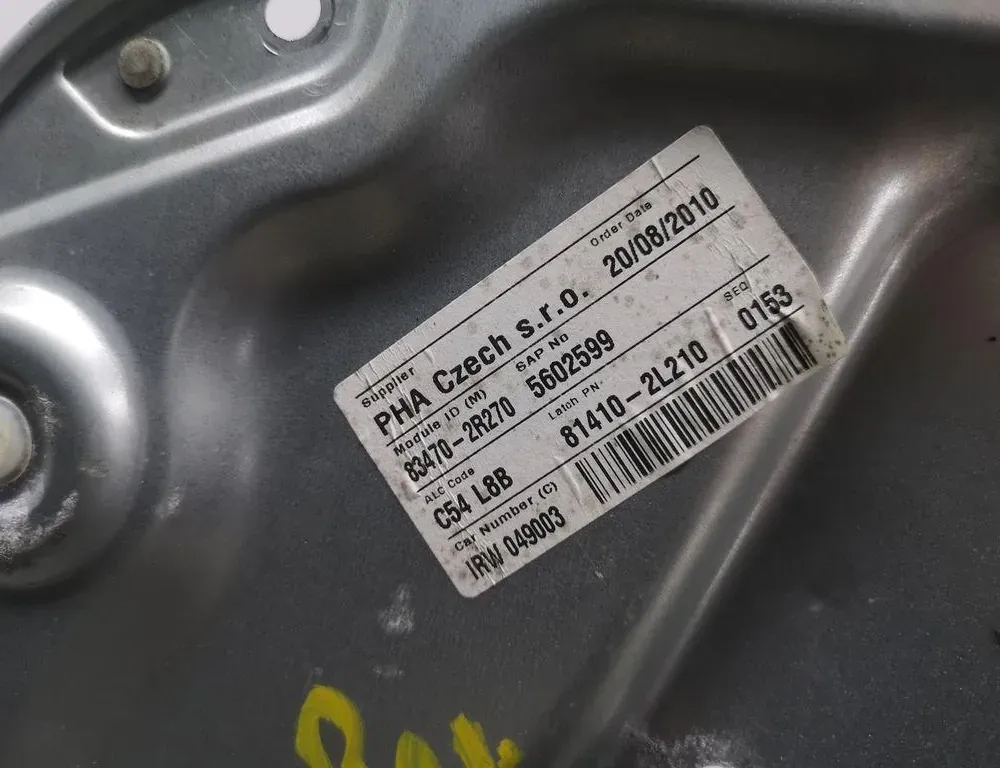 Supplier
Order Date
PHA Czech s.r.o.
20/08/2010
Module ID (M)
SAP No
SEQ
83470-2R270
5602599
0153
ALC Code
Latch PN.
C54 L8B
81410-2L210
Car Number (C)
IRW 049003